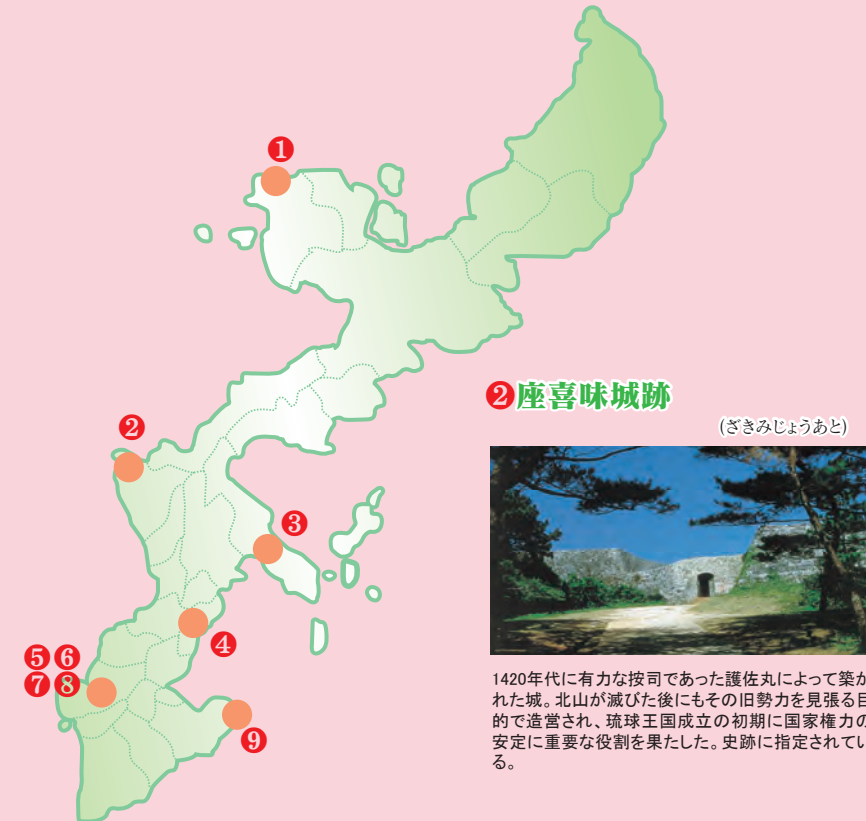 ❶
❷
❸
❹
❺❻
❼❽
❾
❷座喜味城跡
(ざきみじょうあと)
1420年代に有力な按司であった護佐丸によって築か
れた城。北山が滅びた後にもその旧勢力を見張る目
的で造営され、琉球王国成立の初期に国家権力の
安定に重要な役割を果たした。史跡に指定されてい
る。